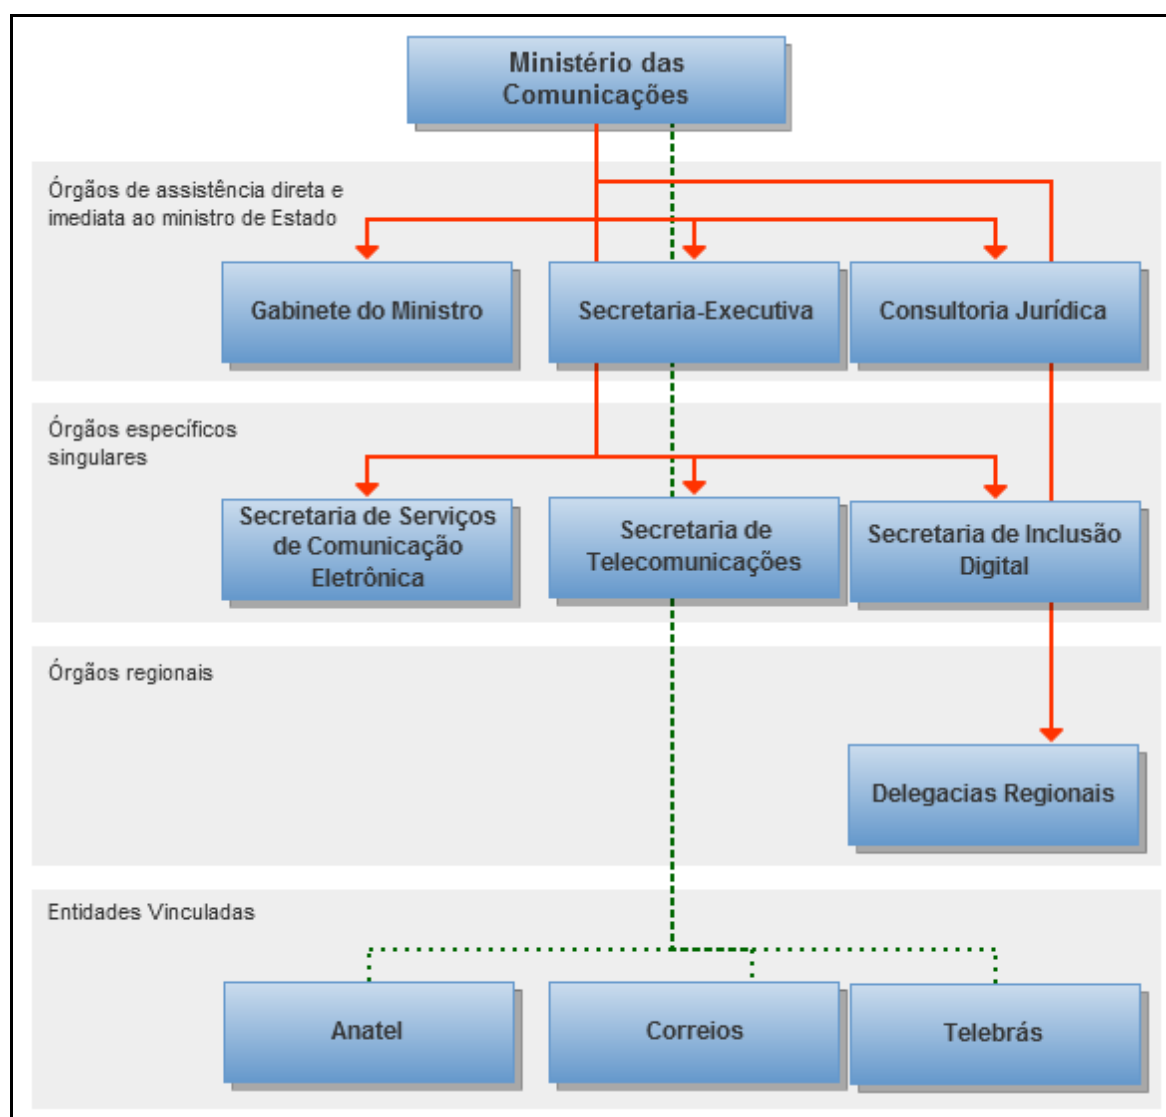 Ministério das
Comunicações
Órgãos de assistência direta e
imediata ao ministro de Estado
Gabinete do Ministro
Secretaria-Executiva
Consultoria Jurídica
Órgãos específicos
singulares
Secretaria de Serviços
de Comunicação
Eletrônica
Secretaria de
Telecomunicações
Secretaria de Inclusão
Digital
Órgãos regionais
Delegacias Regionais
Entidades Vinculadas
Anatel
Correios
Telebrás